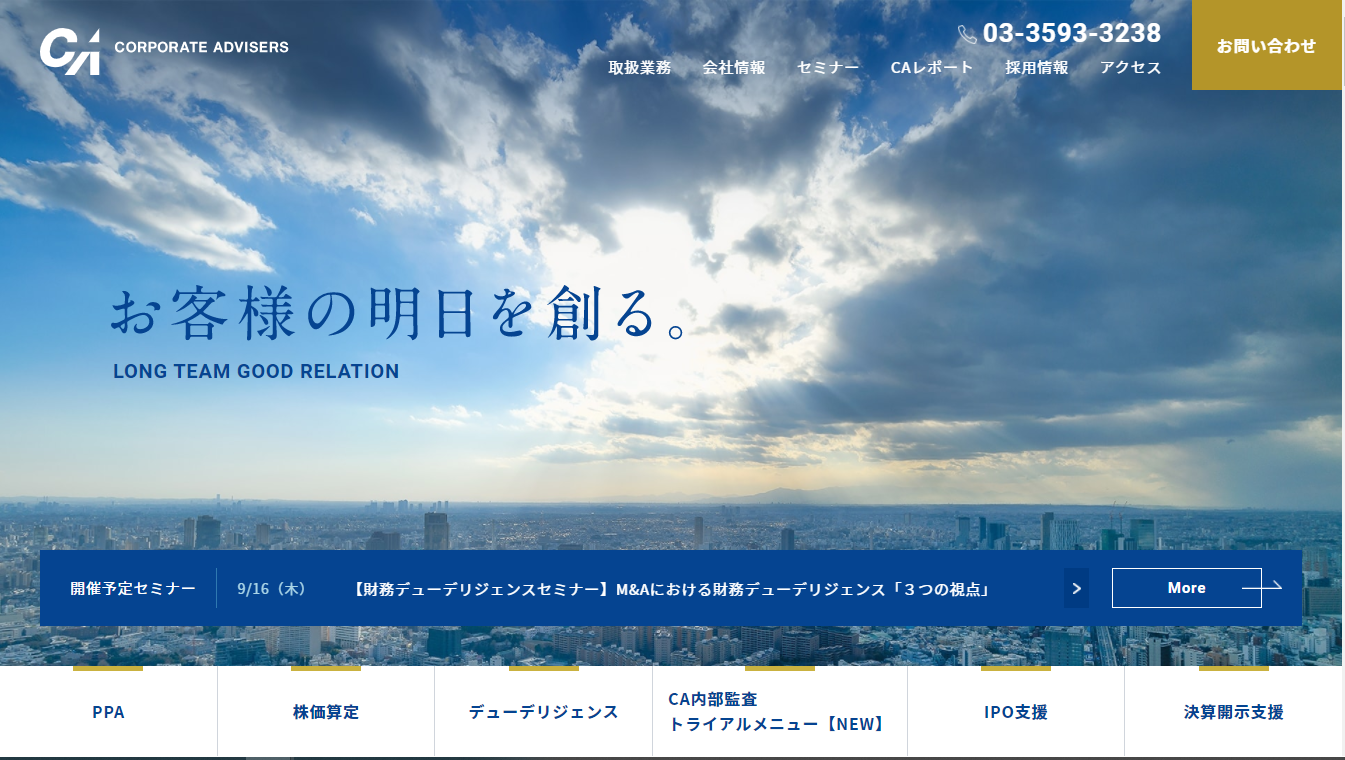 CORPORATE ADVISERS
03-3593-3238
お問い合わせ
取扱業務 会社情報 セミナー CAレポート 採用情報 アクセス
お客様の明日を創る。
LONG TEAM GOOD RELATION
開催予定セミナー 9/16（木） 【財務デューデリジェンスセミナー】M&Aにおける財務デューデリジェンス「３つの視点」 More
PPA
株価算定
デューデリジェンス
CA内部監査
トライアルメニュー【NEW】
IPO支援
決算開示支援